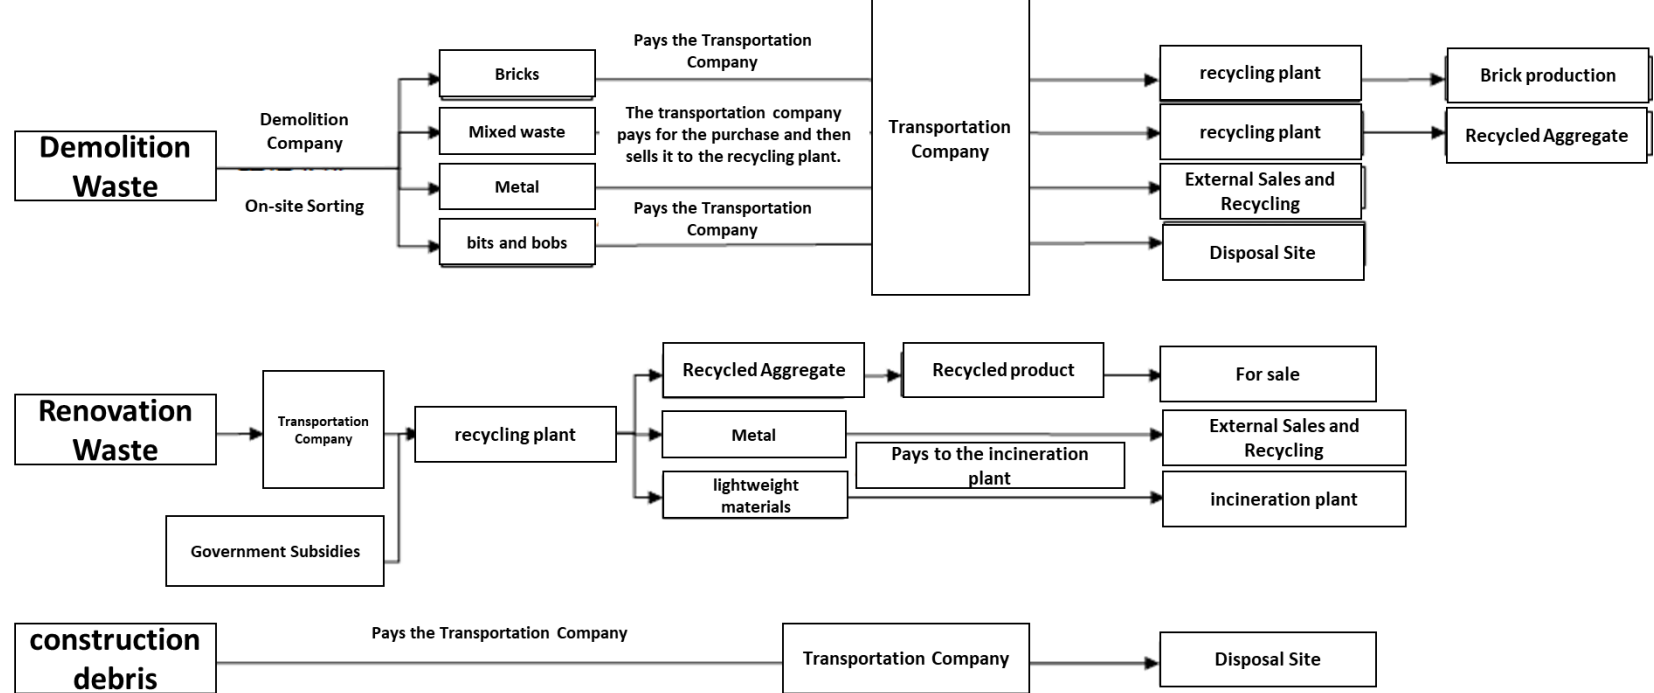 Demolition
Waste
Demolition
Company
On-site Sorting
Bricks
Mixed waste
Metal
bits and bobs
Pays the Transportation
Company
The transportation company
pays for the purchase and then
sells it to the recycling plant.
Pays the Transportation
Company
Transportation
Company
recycling plant
recycling plant
External Sales and
Recycling
Disposal Site
Brick production
Recycled Aggregate
Renovation
Waste
Transportation
Company
Government Subsidies
recycling plant
Recycled Aggregate
Metal
lightweight
materials
Recycled product
Pays to the incineration
plant
For sale
External Sales and
Recycling
incineration plant
construction
debris
Pays the Transportation Company
Transportation Company
Disposal Site